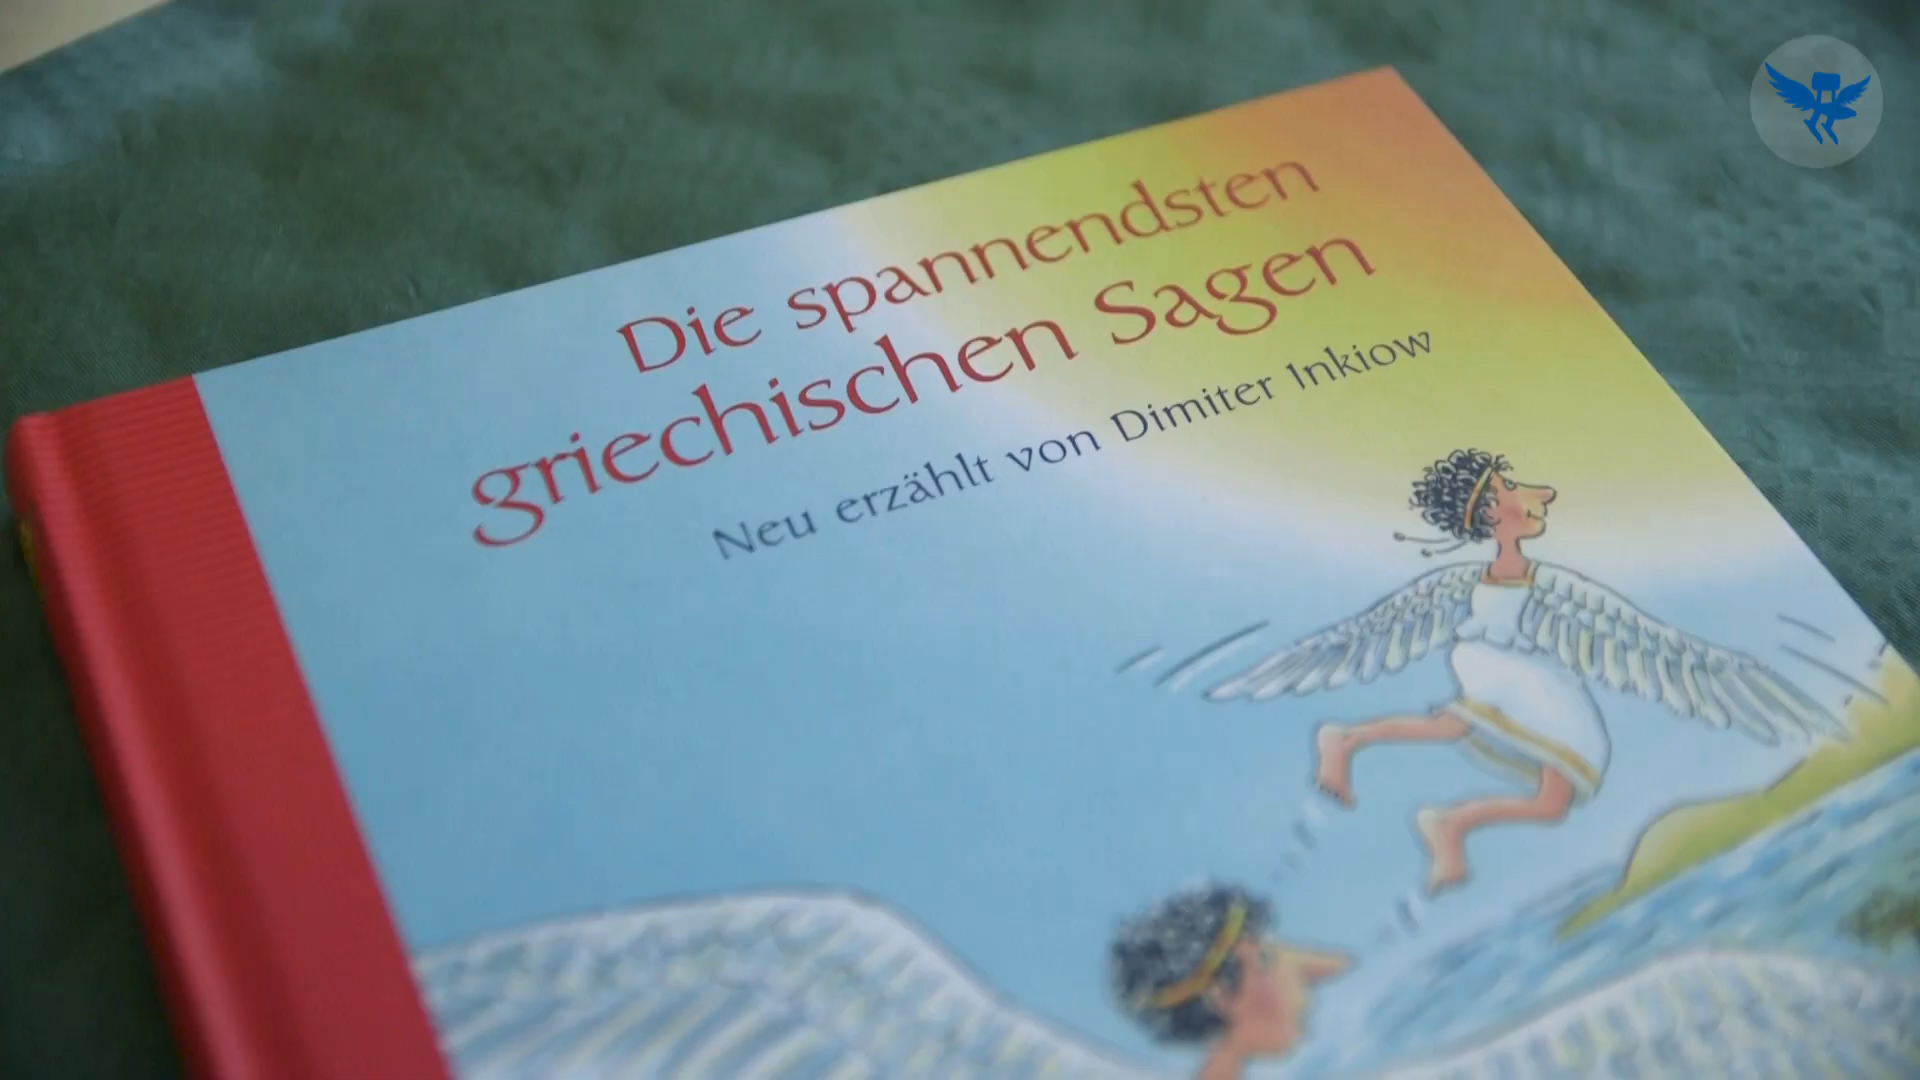 Die spannendsten
griechischen Sagen
Neu erzählt von Dimiter Inkiow